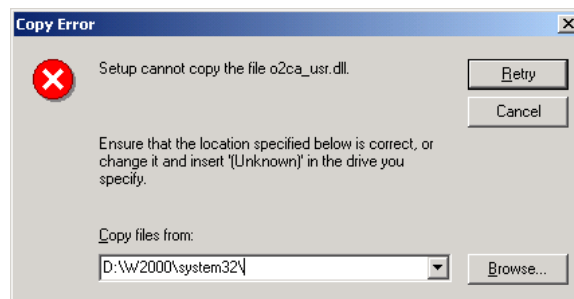 Copy Error
Setup cannot copy the file o2ca_usr.dll.
Retry
Cancel
Ensure that the location specified below is correct, or
change it and insert '(Unknown)' in the drive you
specify.
Copy files from:
D:\W2000\system32\
Browse...